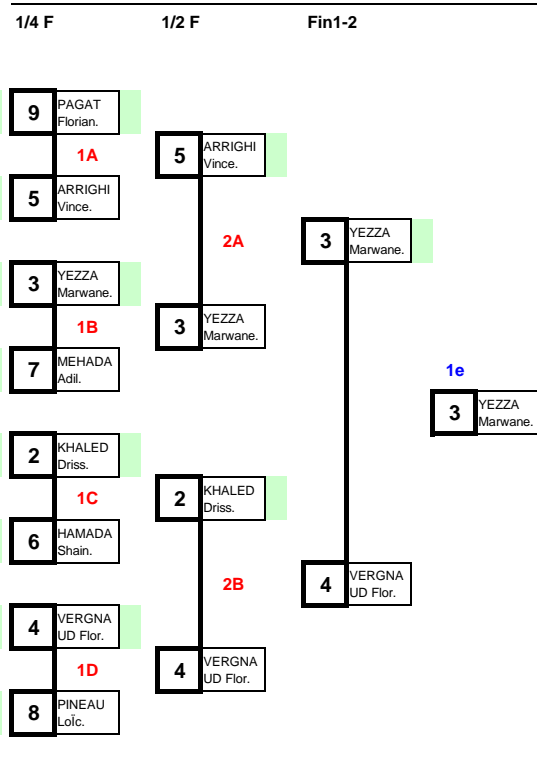 1/4 F 1/2 F Fin1-2
9 PAGAT
Florian.
1A
5 ARRIGHI
Vince.
3 YEZZA
Marwane.
1B
7 MEHADA
Adil.
2 KHALED
Driss.
1C
6 HAMADA
Shain.
4 VERGNA
UD Flor.
1D
8 PINEAU
LoÏc.
5 ARRIGHI
Vince.
2A
3 YEZZA
Marwane.
2 KHALED
Driss.
2B
4 VERGNA
UD Flor.
3 YEZZA
Marwane.
4 VERGNA
UD Flor.
1e
3 YEZZA
Marwane.